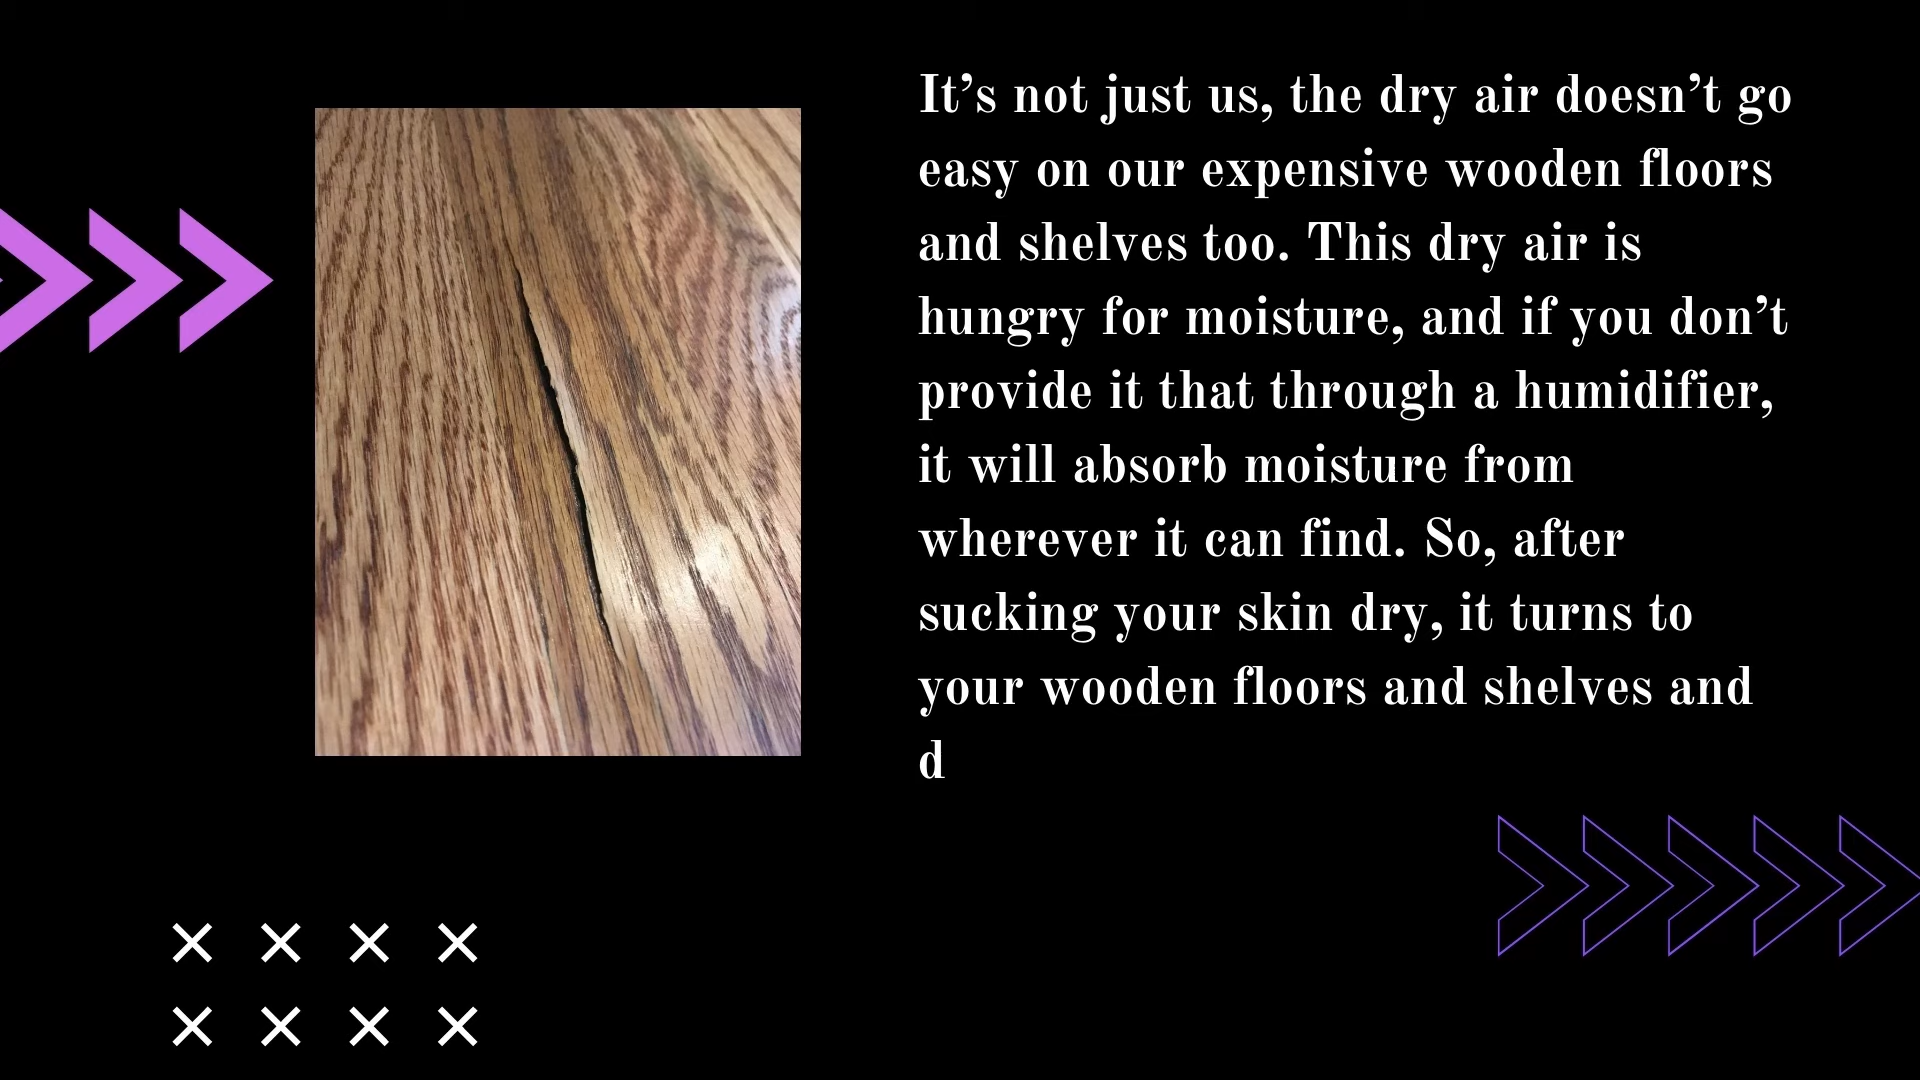 It’s not just us, the dry air doesn’t go
easy on our expensive wooden floors
and shelves too. This dry air is
hungry for moisture, and if you don’t
provide it that through a humidifier,
it will absorb moisture from
wherever it can find. So, after
sucking your skin dry, it turns to
your wooden floors and shelves and
d